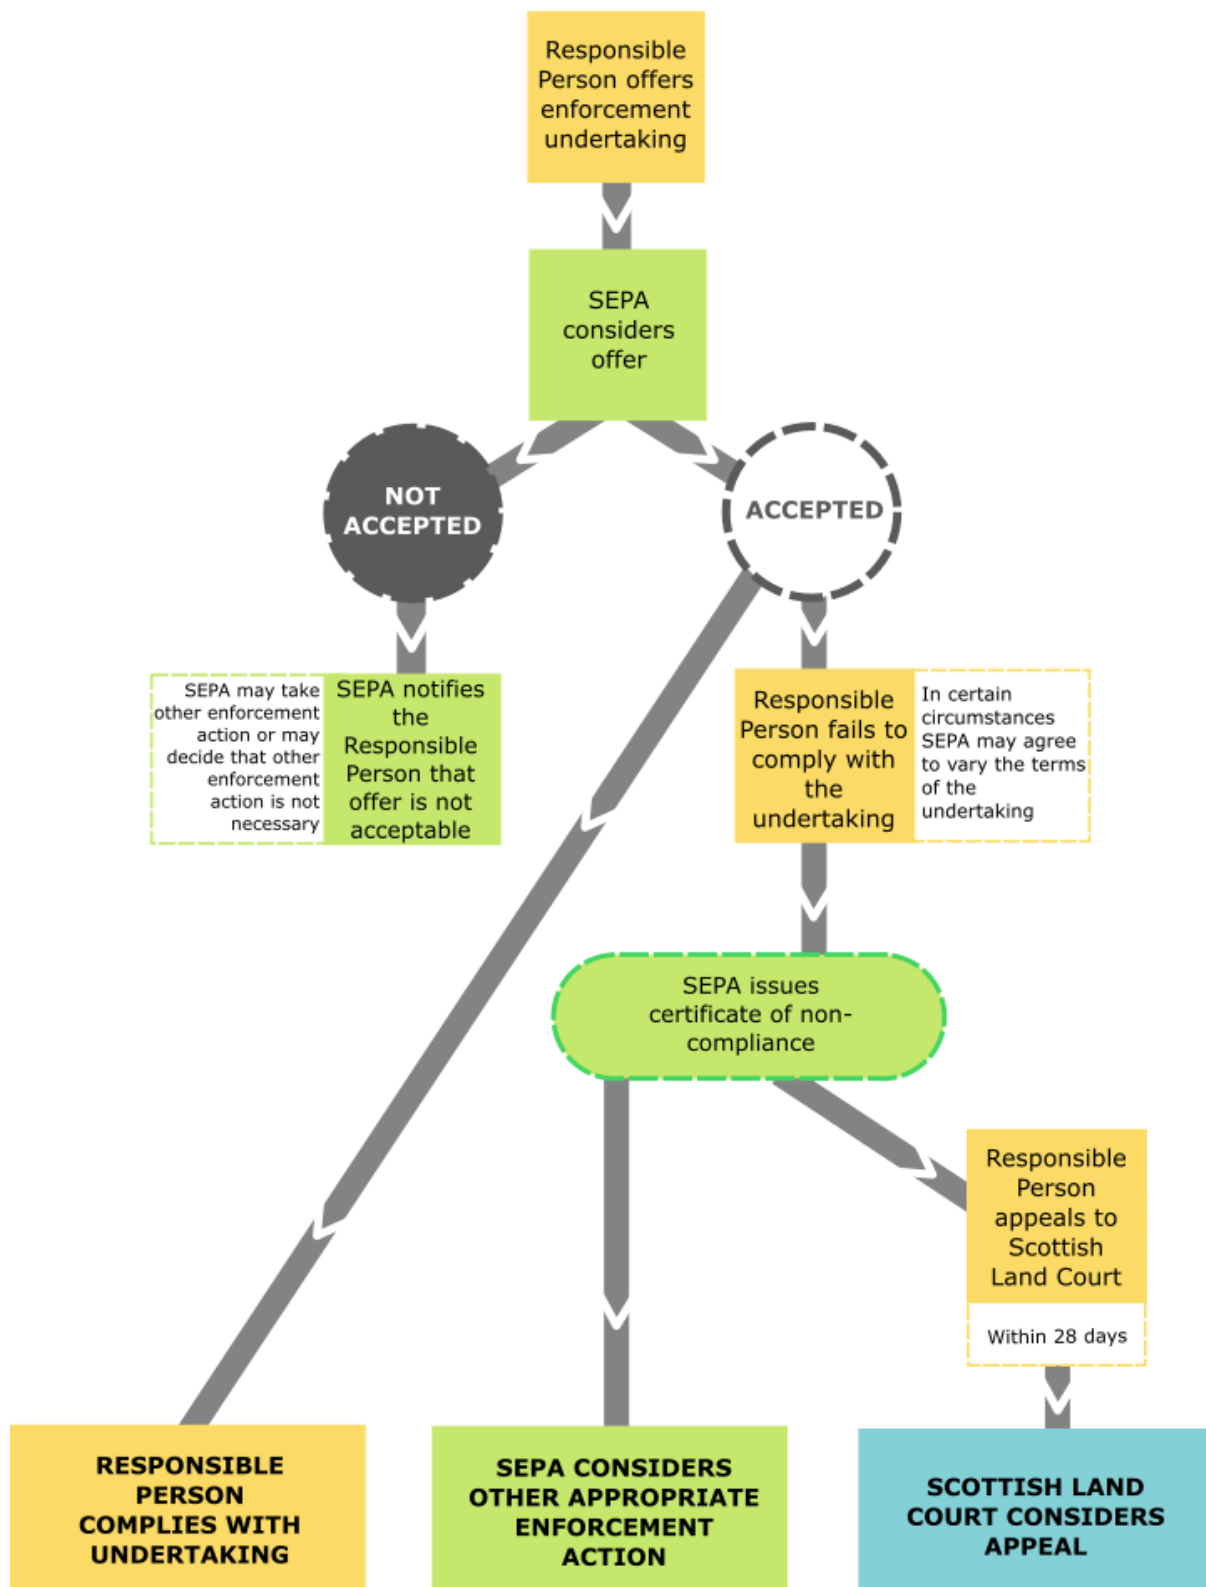 Responsible
Person offers
enforcement
undertaking
SEPA
considers
offer
NOT
ACCEPTED
ACCEPTED
SEPA may take
other enforcement
action or may
decide that other
enforcement
action is not
necessary
SEPA notifies
the
Responsible
Person that
offer is not
acceptable
Responsible
Person fails to
comply with
the
undertaking
In certain
circumstances
SEPA may agree
to vary the terms
of the
undertaking
SEPA issues
certificate of non-
compliance
Responsible
Person
appeals to
Scottish
Land Court
Within 28 days
RESPONSIBLE
PERSON
COMPLIES WITH
UNDERTAKING
SEPA CONSIDERS
OTHER APPROPRIATE
ENFORCEMENT
ACTION
SCOTTISH LAND
COURT CONSIDERS
APPEAL